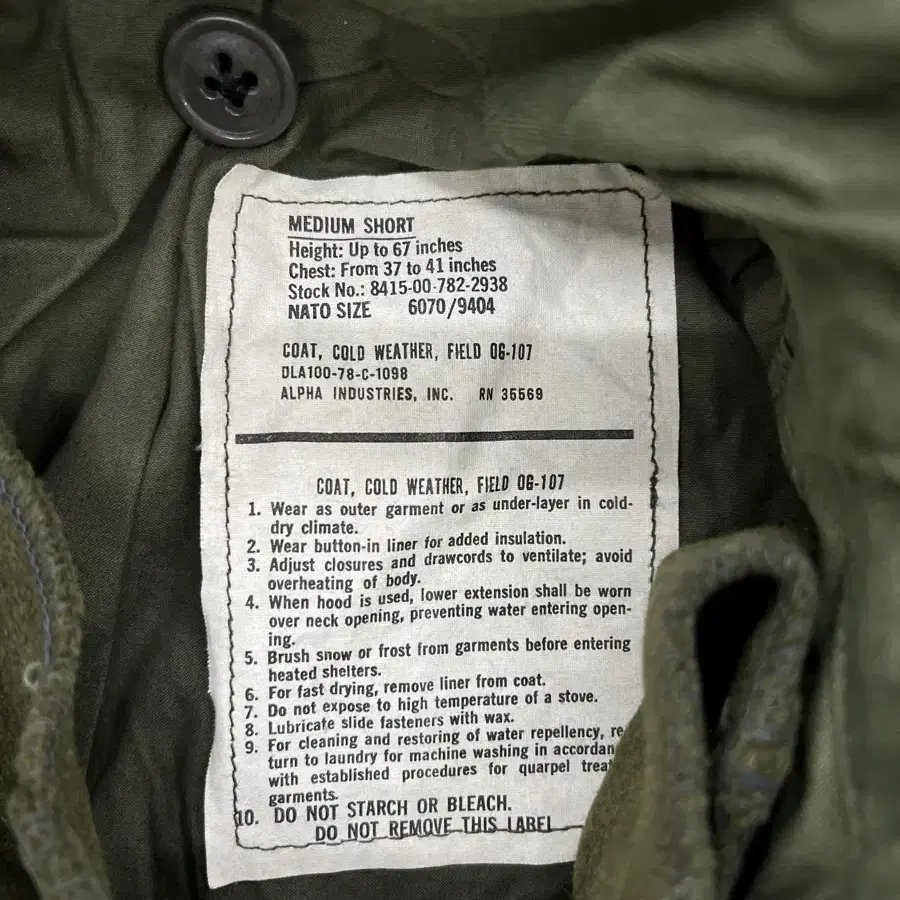 MEDIUM SHORT
Height: Up to 67 inches
Chest: From 37 to 41 inches
Stock No.: 8415-00-782-2938
NATO SIZE 6070/9404
COAT, COLD WEATHER, FIELD OG-107
DLA100-78-C-1098
ALPHA INDUSTRIES, INC. RN 35569
COAT, COLD WEATHER, FIELD OG-107
1. Wear as outer garment or as under-layer in cold-
dry climate.
2. Wear button-in liner for added insulation.
3. Adjust closures and drawcords to ventilate; avoid
overheating of body.
4. When hood is used, lower extension shall be worn
over neck opening, preventing water entering open-
ing.
5. Brush snow or frost from garments before entering
heated shelters.
6. For fast drying, remove liner from coat.
7. Do not expose to high temperature of a stove.
8. Lubricate slide fasteners with wax.
9. For cleaning and restoring of water repellency, re
turn to laundry for machine washing in accordan
with established procedures for quarpel treat
garments.
10. DO NOT STARCH OR BLEACH.
DO NOT REMOVE THIS LABEL